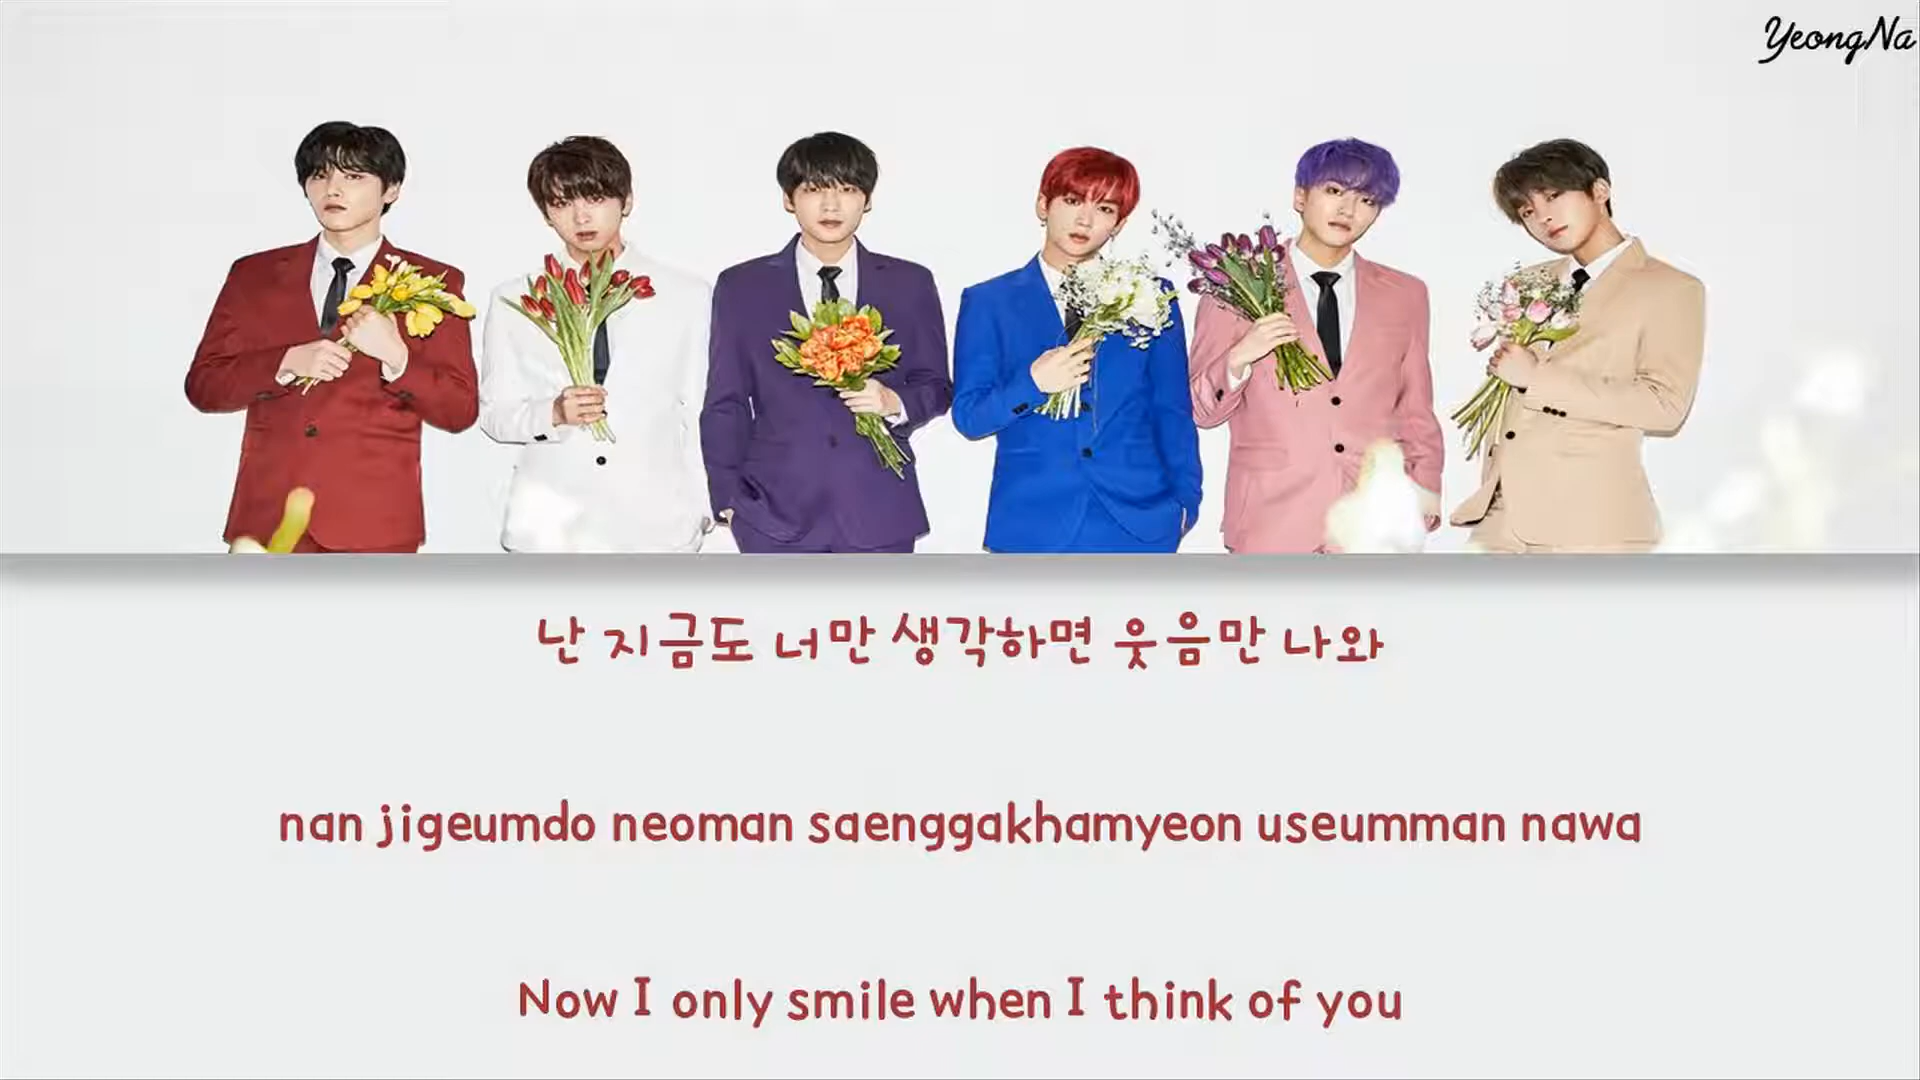 YeongNa
난 지금도 너만 생각하면 웃음만 나와
nan jigeumdo neoman saenggakhamyeon useumman nawa
Now I only smile when I think of you